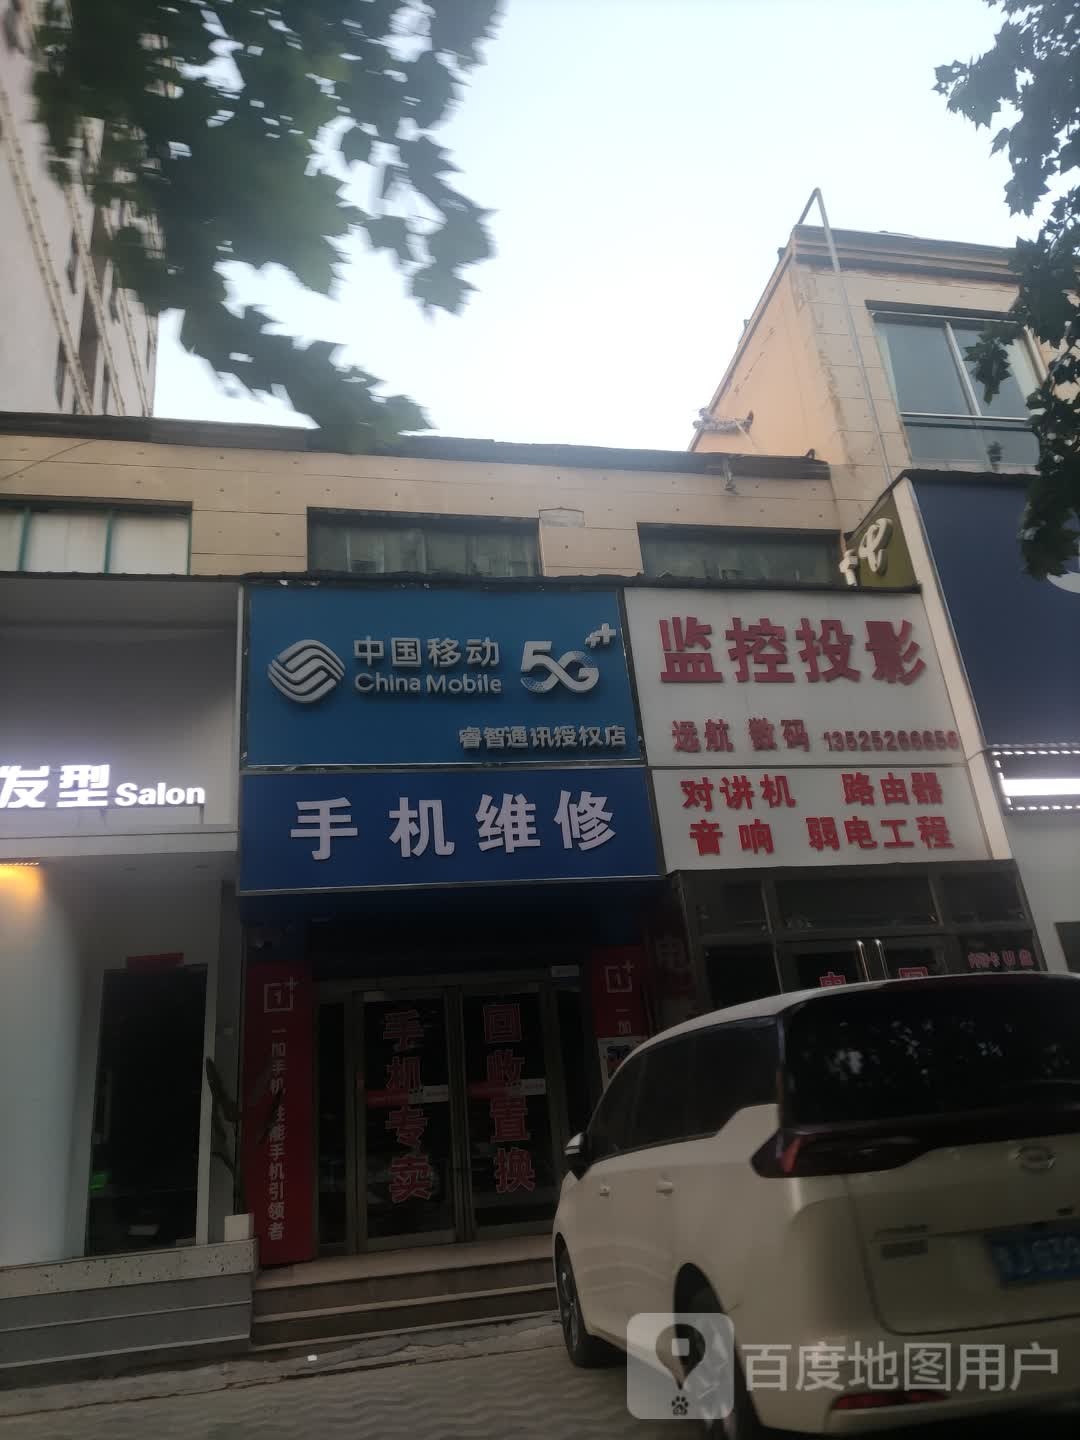 中国移动 5G++
China Mobile
睿智通讯授权店
手机维修
监控投影
远航 数码 13525266656
对讲机 路由器
音响 弱电工程
发型 Salon
一加手机 性能手机引领者
一加
手机专卖
回收置换
百度地图用户